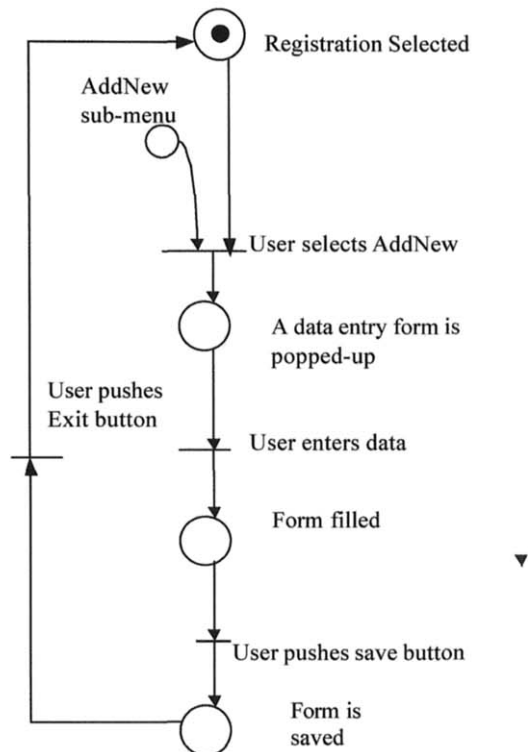 Registration Selected
AddNew
sub-menu
User selects AddNew
A data entry form is
popped-up
User pushes
Exit button
User enters data
Form filled
User pushes save button
Form is
saved